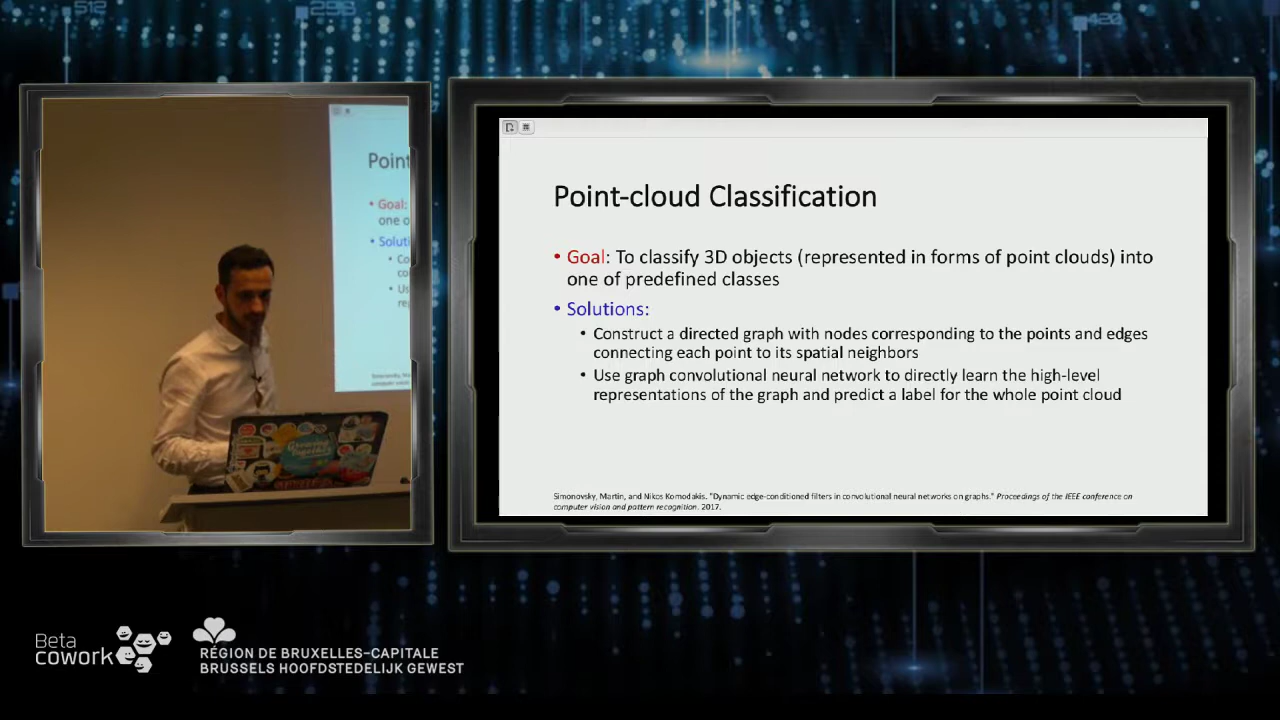 512
Point
• Goal:
one o
• Soluti
Point-cloud Classification
• Goal: To classify 3D objects (represented in forms of point clouds) into
one of predefined classes
• Solutions:
• Construct a directed graph with nodes corresponding to the points and edges
connecting each point to its spatial neighbors
• Use graph convolutional neural network to directly learn the high-level
representations of the graph and predict a label for the whole point cloud
Simonovsky, Martin, and Nikos Komodakis. "Dynamic edge-conditioned filters in convolutional neural networks on graphs." Proceedings of the IEEE conference on
computer vision and pattern recognition. 2017.
Beta
cowork
RÉGION DE BRUXELLES-CAPITALE
BRUSSELS HOOFDSTEDELIJK GEWEST